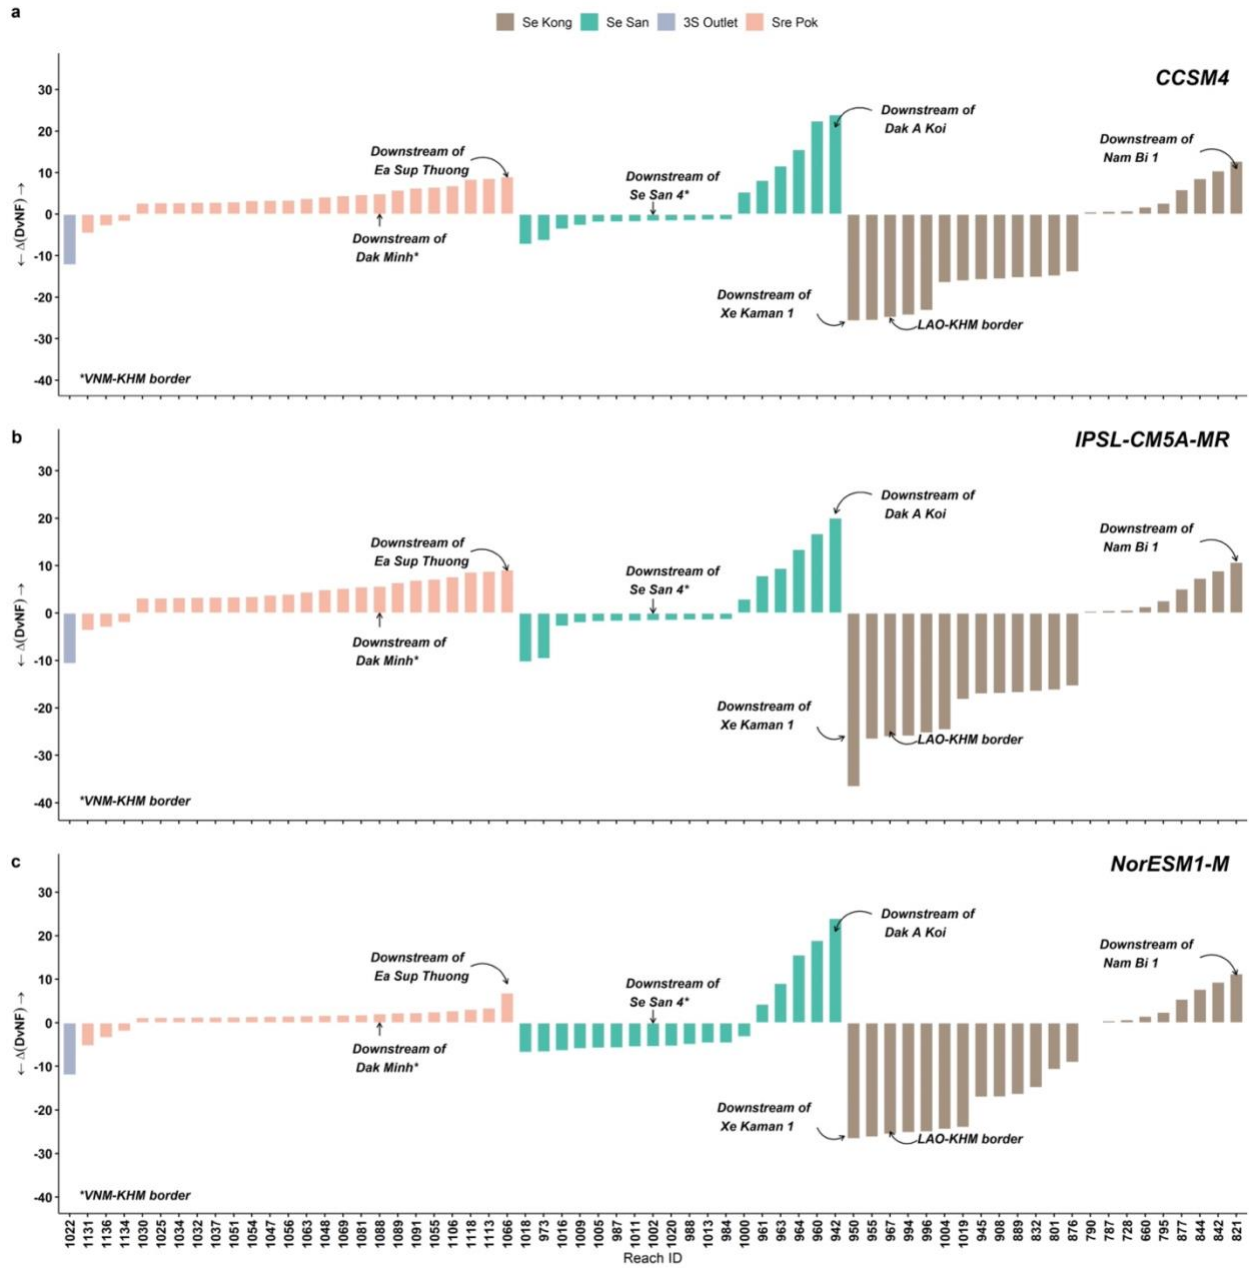 a
Se Kong Se San 3S Outlet Sre Pok
CCSM4
30
20
10
0
-10
-20
-30
-40
← Δ(DvNF) →
Downstream of
Ea Sup Thuong
Downstream of
Dak Minh*
Downstream of
Se San 4*
Downstream of
Dak A Koi
Downstream of
Xe Kaman 1
LAO-KHM border
Downstream of
Nam Bi 1
*VNM-KHM border
b
IPSL-CM5A-MR
30
20
10
0
-10
-20
-30
-40
← Δ(DvNF) →
Downstream of
Ea Sup Thuong
Downstream of
Dak Minh*
Downstream of
Se San 4*
Downstream of
Dak A Koi
Downstream of
Xe Kaman 1
LAO-KHM border
Downstream of
Nam Bi 1
*VNM-KHM border
c
NorESM1-M
30
20
10
0
-10
-20
-30
-40
← Δ(DvNF) →
Downstream of
Ea Sup Thuong
Downstream of
Dak Minh*
Downstream of
Se San 4*
Downstream of
Dak A Koi
Downstream of
Xe Kaman 1
LAO-KHM border
Downstream of
Nam Bi 1
*VNM-KHM border
1022 1131 1136 1134 1030 1025 1034 1032 1037 1051 1054 1047 1056 1063 1048 1069 1081 1088 1089 1091 1055 1106 1118 1113 1066 1018 973 1016 1009 1005 987 1011 1002 1020 988 1013 984 1000 961 963 964 960 942 950 955 967 994 996 1004 1019 945 908 889 832 801 876 790 787 728 660 795 877 844 842 821
Reach ID